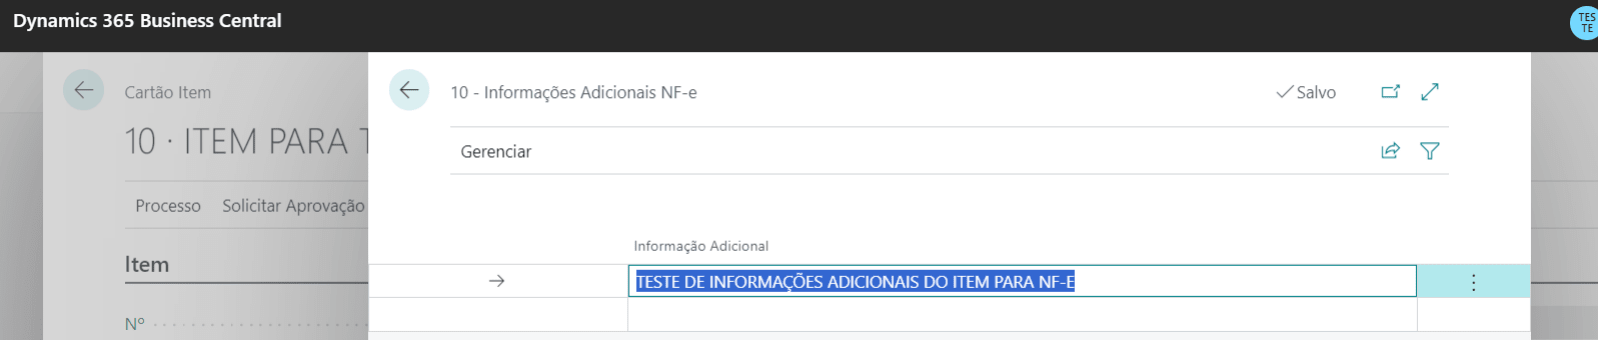 Dynamics 365 Business Central
TES
TE
Cartão Item
10 · ITEM PARA T
Processo Solicitar Aprovação
Item
Nº
10 - Informações Adicionais NF-e
Salvo
Gerenciar
Informação Adicional
TESTE DE INFORMAÇÕES ADICIONAIS DO ITEM PARA NF-E